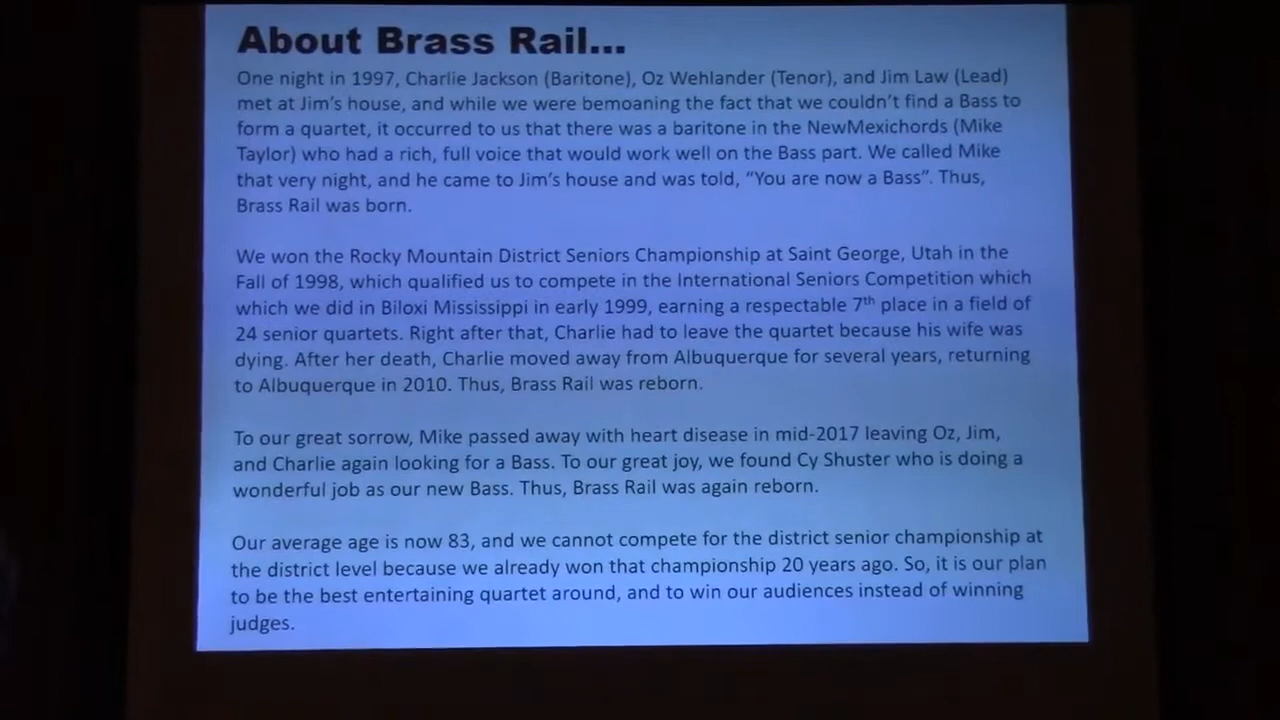 About Brass Rail...
One night in 1997, Charlie Jackson (Baritone), Oz Wehlander (Tenor), and Jim Law (Lead)
met at Jim's house, and while we were bemoaning the fact that we couldn't find a Bass to
form a quartet, it occurred to us that there was a baritone in the NewMexichords (Mike
Taylor) who had a rich, full voice that would work well on the Bass part. We called Mike
that very night, and he came to Jim's house and was told, "You are now a Bass". Thus,
Brass Rail was born.
We won the Rocky Mountain District Seniors Championship at Saint George, Utah in the
Fall of 1998, which qualified us to compete in the International Seniors Competition which
which we did in Biloxi Mississippi in early 1999, earning a respectable 7th place in a field of
24 senior quartets. Right after that, Charlie had to leave the quartet because his wife was
dying. After her death, Charlie moved away from Albuquerque for several years, returning
to Albuquerque in 2010. Thus, Brass Rail was reborn.
To our great sorrow, Mike passed away with heart disease in mid-2017 leaving Oz, Jim,
and Charlie again looking for a Bass. To our great joy, we found Cy Shuster who is doing a
wonderful job as our new Bass. Thus, Brass Rail was again reborn.
Our average age is now 83, and we cannot compete for the district senior championship at
the district level because we already won that championship 20 years ago. So, it is our plan
to be the best entertaining quartet around, and to win our audiences instead of winning
judges.